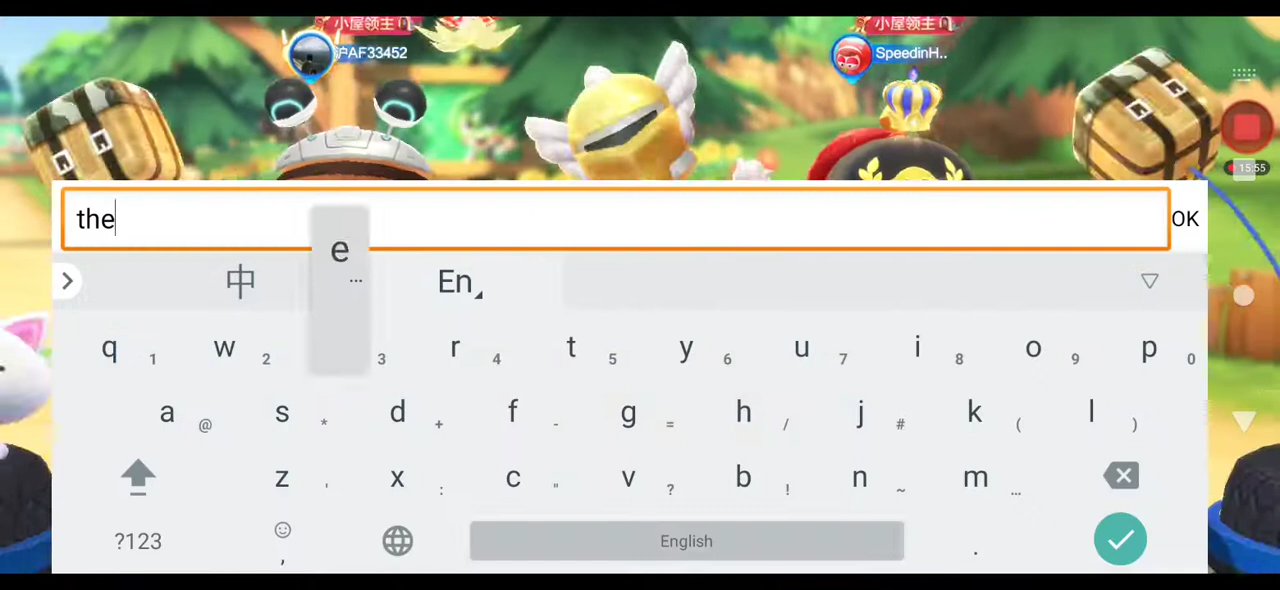 小屋领主
小屋领主
沪AF33452
SpeedinH..
15:55
the
OK
e
...
中
En
q 1 w 2 3 r 4 t 5 y 6 u 7 i 8 o 9 p 0
a @ s * d + f - g = h / j # k ( l )
z ' x : c " v ? b ! n ~ m ...
?123 , English .